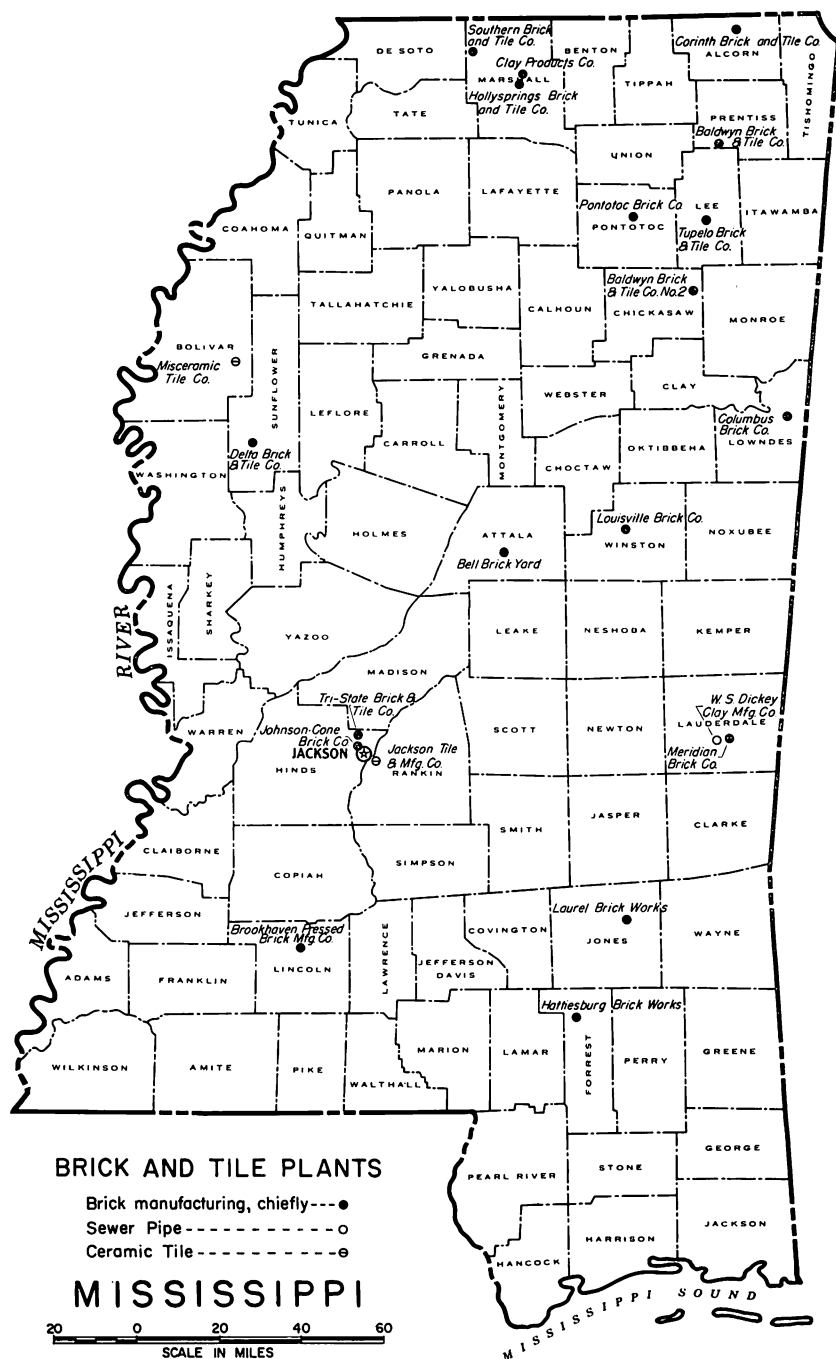 Southern Brick
and Tile Co.
Corinth Brick and Tile Co.
DE SOTO
BENTON
ALCORN
Clay Products Co.
MARSHALL
TIPPAH
TISHOMINGO
Hollysprings Brick
and Tile Co.
TATE
TUNICA
PRENTISS
Baldwyn Brick
& Tile Co.
UNION
PANOLA
LAFAYETTE
Pontotoc Brick Co.
LEE
ITAWAMBA
COAHOMA
QUITMAN
PONTOTOC
Tupelo Brick
& Tile Co.
Baldwyn Brick
& Tile Co. No. 2
TALLAHATCHIE
YALOBUSHA
CALHOUN
CHICKASAW
MONROE
BOLIVAR
Misceramic
Tile Co.
SUNFLOWER
GRENADA
CLAY
WEBSTER
LEFLORE
MONTGOMERY
Columbus
Brick Co.
LOWNDES
CARROLL
OKTIBBEHA
Delta Brick
& Tile Co.
WASHINGTON
CHOCTAW
HUMPHREYS
HOLMES
ATTALA
Louisville Brick Co.
WINSTON
NOXUBEE
Bell Brick Yard
ISSAQUENA
SHARKEY
YAZOO
LEAKE
NESHOBA
KEMPER
RIVER
MADISON
Tri-State Brick &
Tile Co.
W. S. Dickey
Clay Mfg. Co
LAUDERDALE
WARREN
Johnson-Cone
Brick Co
JACKSON
Jackson Tile
& Mfg. Co.
SCOTT
NEWTON
Meridian
Brick Co.
HINDS
RANKIN
SMITH
JASPER
CLARKE
CLAIBORNE
COPIAH
SIMPSON
MISSISSIPPI
JEFFERSON
Brookhaven Pressed
Brick Mfg. Co.
LAWRENCE
COVINGTON
Laurel Brick Works
JONES
WAYNE
ADAMS
FRANKLIN
LINCOLN
JEFFERSON
DAVIS
Hattiesburg Brick Works
WILKINSON
AMITE
PIKE
WALTHALL
MARION
LAMAR
FORREST
PERRY
GREENE
BRICK AND TILE PLANTS
PEARL RIVER
STONE
GEORGE
Brick manufacturing, chiefly
Sewer Pipe
Ceramic Tile
HANCOCK
HARRISON
JACKSON
MISSISSIPPI
MISSISSIPPI SOUND
20 0 20 40 60
SCALE IN MILES